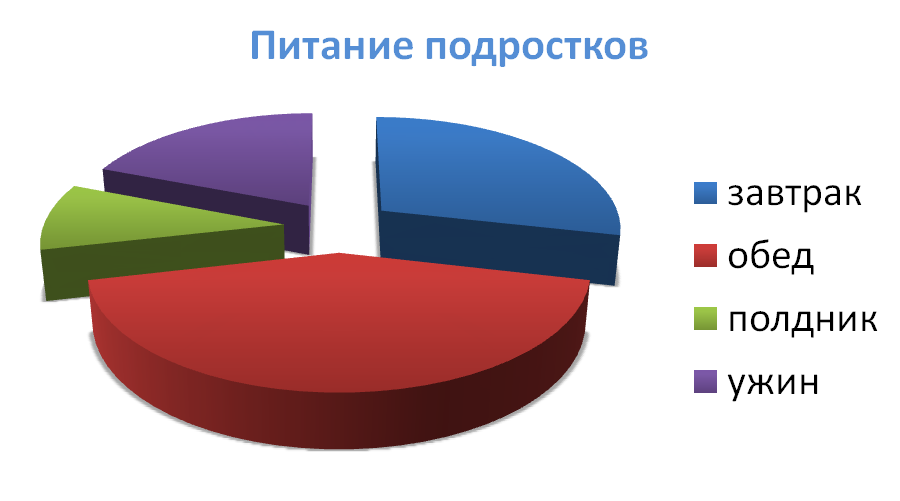 Питание подростков
завтрак
обед
полдник
ужин